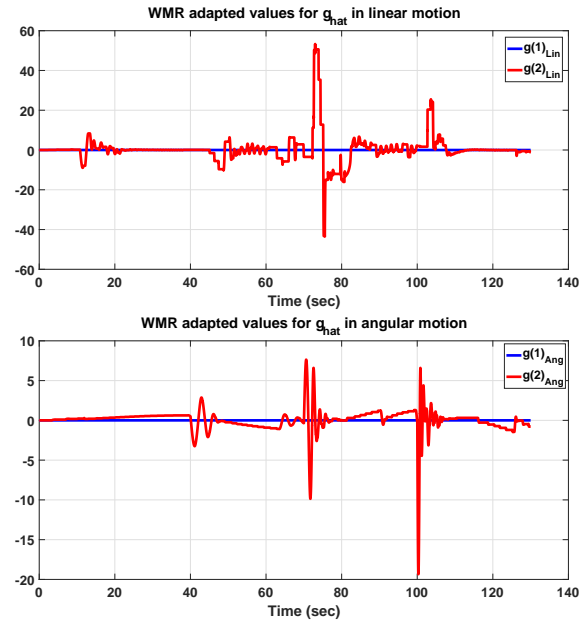 WMR adapted values for g_hat in linear motion
60
40
20
0
-20
-40
-60
0 20 40 60 80 100 120 140
Time (sec)
g(1)_Lin
g(2)_Lin
WMR adapted values for g_hat in angular motion
10
5
0
-5
-10
-15
-20
0 20 40 60 80 100 120 140
Time (sec)
g(1)_Ang
g(2)_Ang